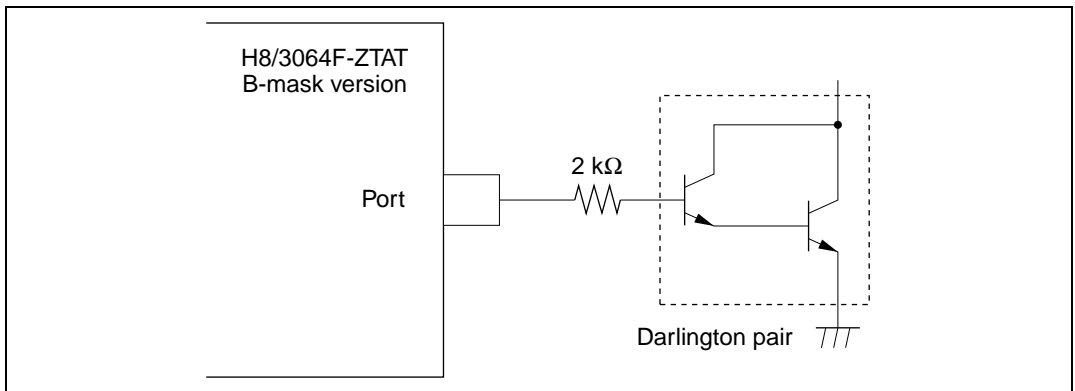 H8/3064F-ZTAT
B-mask version
Port
2 kΩ
Darlington pair